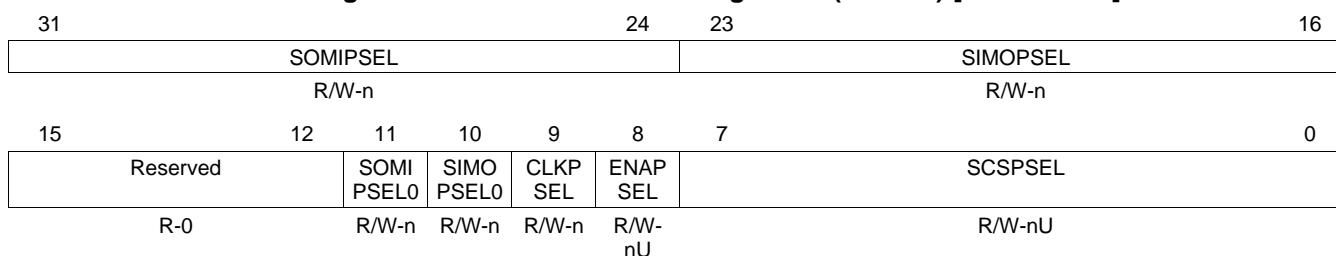 31 24 23 16
SOMIPSEL SIMOPSEL
R/W-n R/W-n
15 12 11 10 9 8 7 0
Reserved SOMI PSEL0 SIMO PSEL0 CLKP SEL ENAP SEL SCSPSEL
R-0 R/W-n R/W-n R/W-n R/W-nU R/W-nU